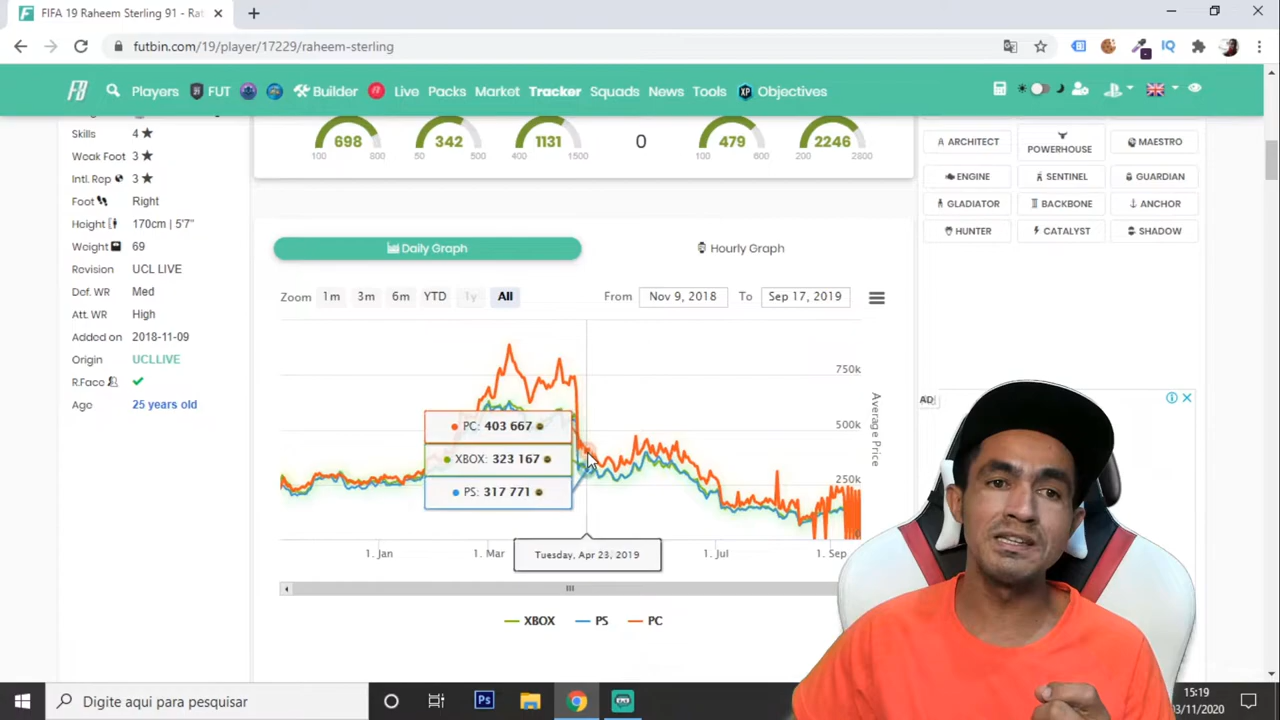 FIFA 19 Raheem Sterling 91 - Rat
futbin.com/19/player/17229/raheem-sterling
Players FUT Builder Live Packs Market Tracker Squads News Tools XP Objectives
Skills 4
Weak Foot 3
Intl. Rep 3
Foot Right
Height 170cm | 5'7"
Weight 69
Revision UCL LIVE
Def. WR Med
Att. WR High
Added on 2018-11-09
Origin UCLLIVE
R.Face
Age 25 years old
698 342 1131 0 479 2246
100 800 50 500 400 1500 100 600 200 2800
Daily Graph Hourly Graph
Zoom 1m 3m 6m YTD 1y All From Nov 9, 2018 To Sep 17, 2019
750k
500k
250k
Average Price
PC: 403 667
XBOX: 323 167
PS: 317 771
1. Jan 1. Mar 1. Jul 1. Sep
Tuesday, Apr 23, 2019
XBOX PS PC
ARCHITECT POWERHOUSE MAESTRO
ENGINE SENTINEL GUARDIAN
GLADIATOR BACKBONE ANCHOR
HUNTER CATALYST SHADOW
AD
Digite aqui para pesquisar
Ps
15:19
03/11/2020